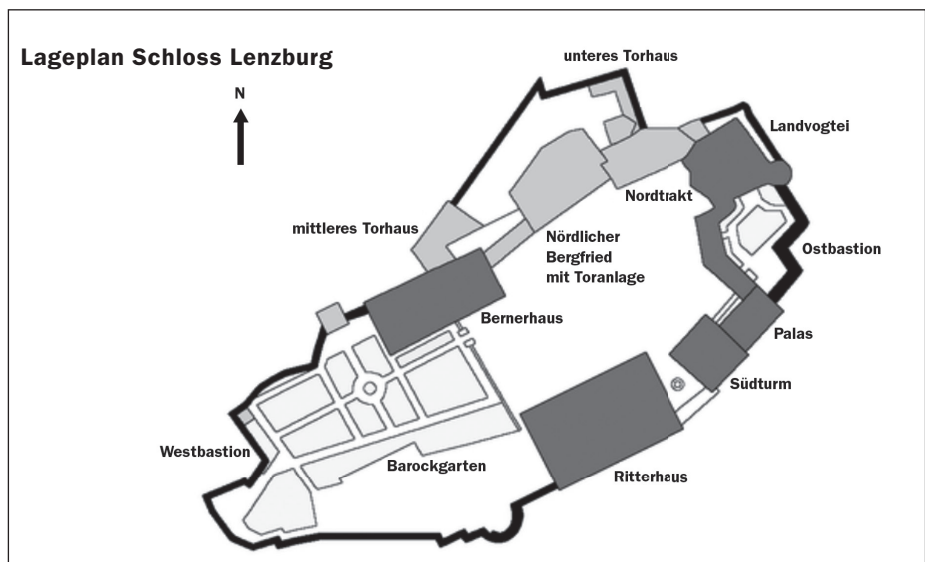 Lageplan Schloss Lenzburg
N
unteres Torhaus
Landvogtei
Nordtrakt
mittleres Torhaus
Nördlicher
Bergfried
mit Toranlage
Ostbastion
Bernerhaus
Palas
Südturm
Westbastion
Barockgarten
Ritterhaus